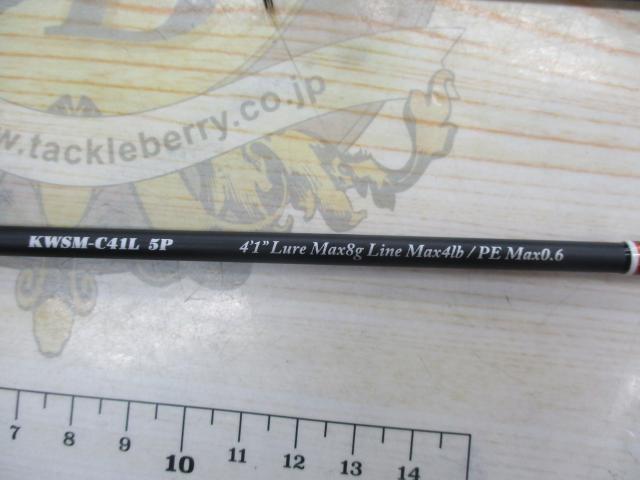 www.tackleberry.co.jp
KWSM-C41L 5P 4'1" Lure Max8g Line Max4lb / PE Max0.6
7 8 9 10 11 12 13 14